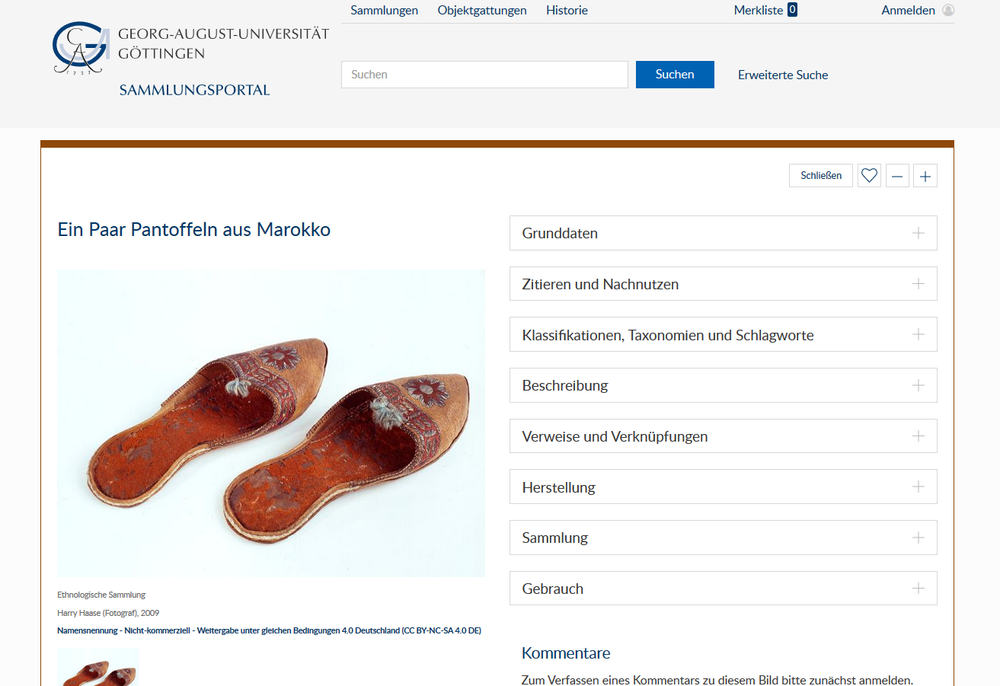 Sammlungen Objektgattungen Historie Merkliste 0 Anmelden
GEORG-AUGUST-UNIVERSITÄT
GÖTTINGEN
1737
SAMMLUNGSPORTAL
Suchen Suchen Erweiterte Suche
Schließen
Ein Paar Pantoffeln aus Marokko
Grunddaten
Zitieren und Nachnutzen
Klassifikationen, Taxonomien und Schlagworte
Beschreibung
Verweise und Verknüpfungen
Herstellung
Sammlung
Gebrauch
Ethnologische Sammlung
Harry Haase (Fotograf), 2009
Namensnennung - Nicht-kommerziell - Weitergabe unter gleichen Bedingungen 4.0 Deutschland (CC BY-NC-SA 4.0 DE)
Kommentare
Zum Verfassen eines Kommentars zu diesem Bild bitte zunächst anmelden.